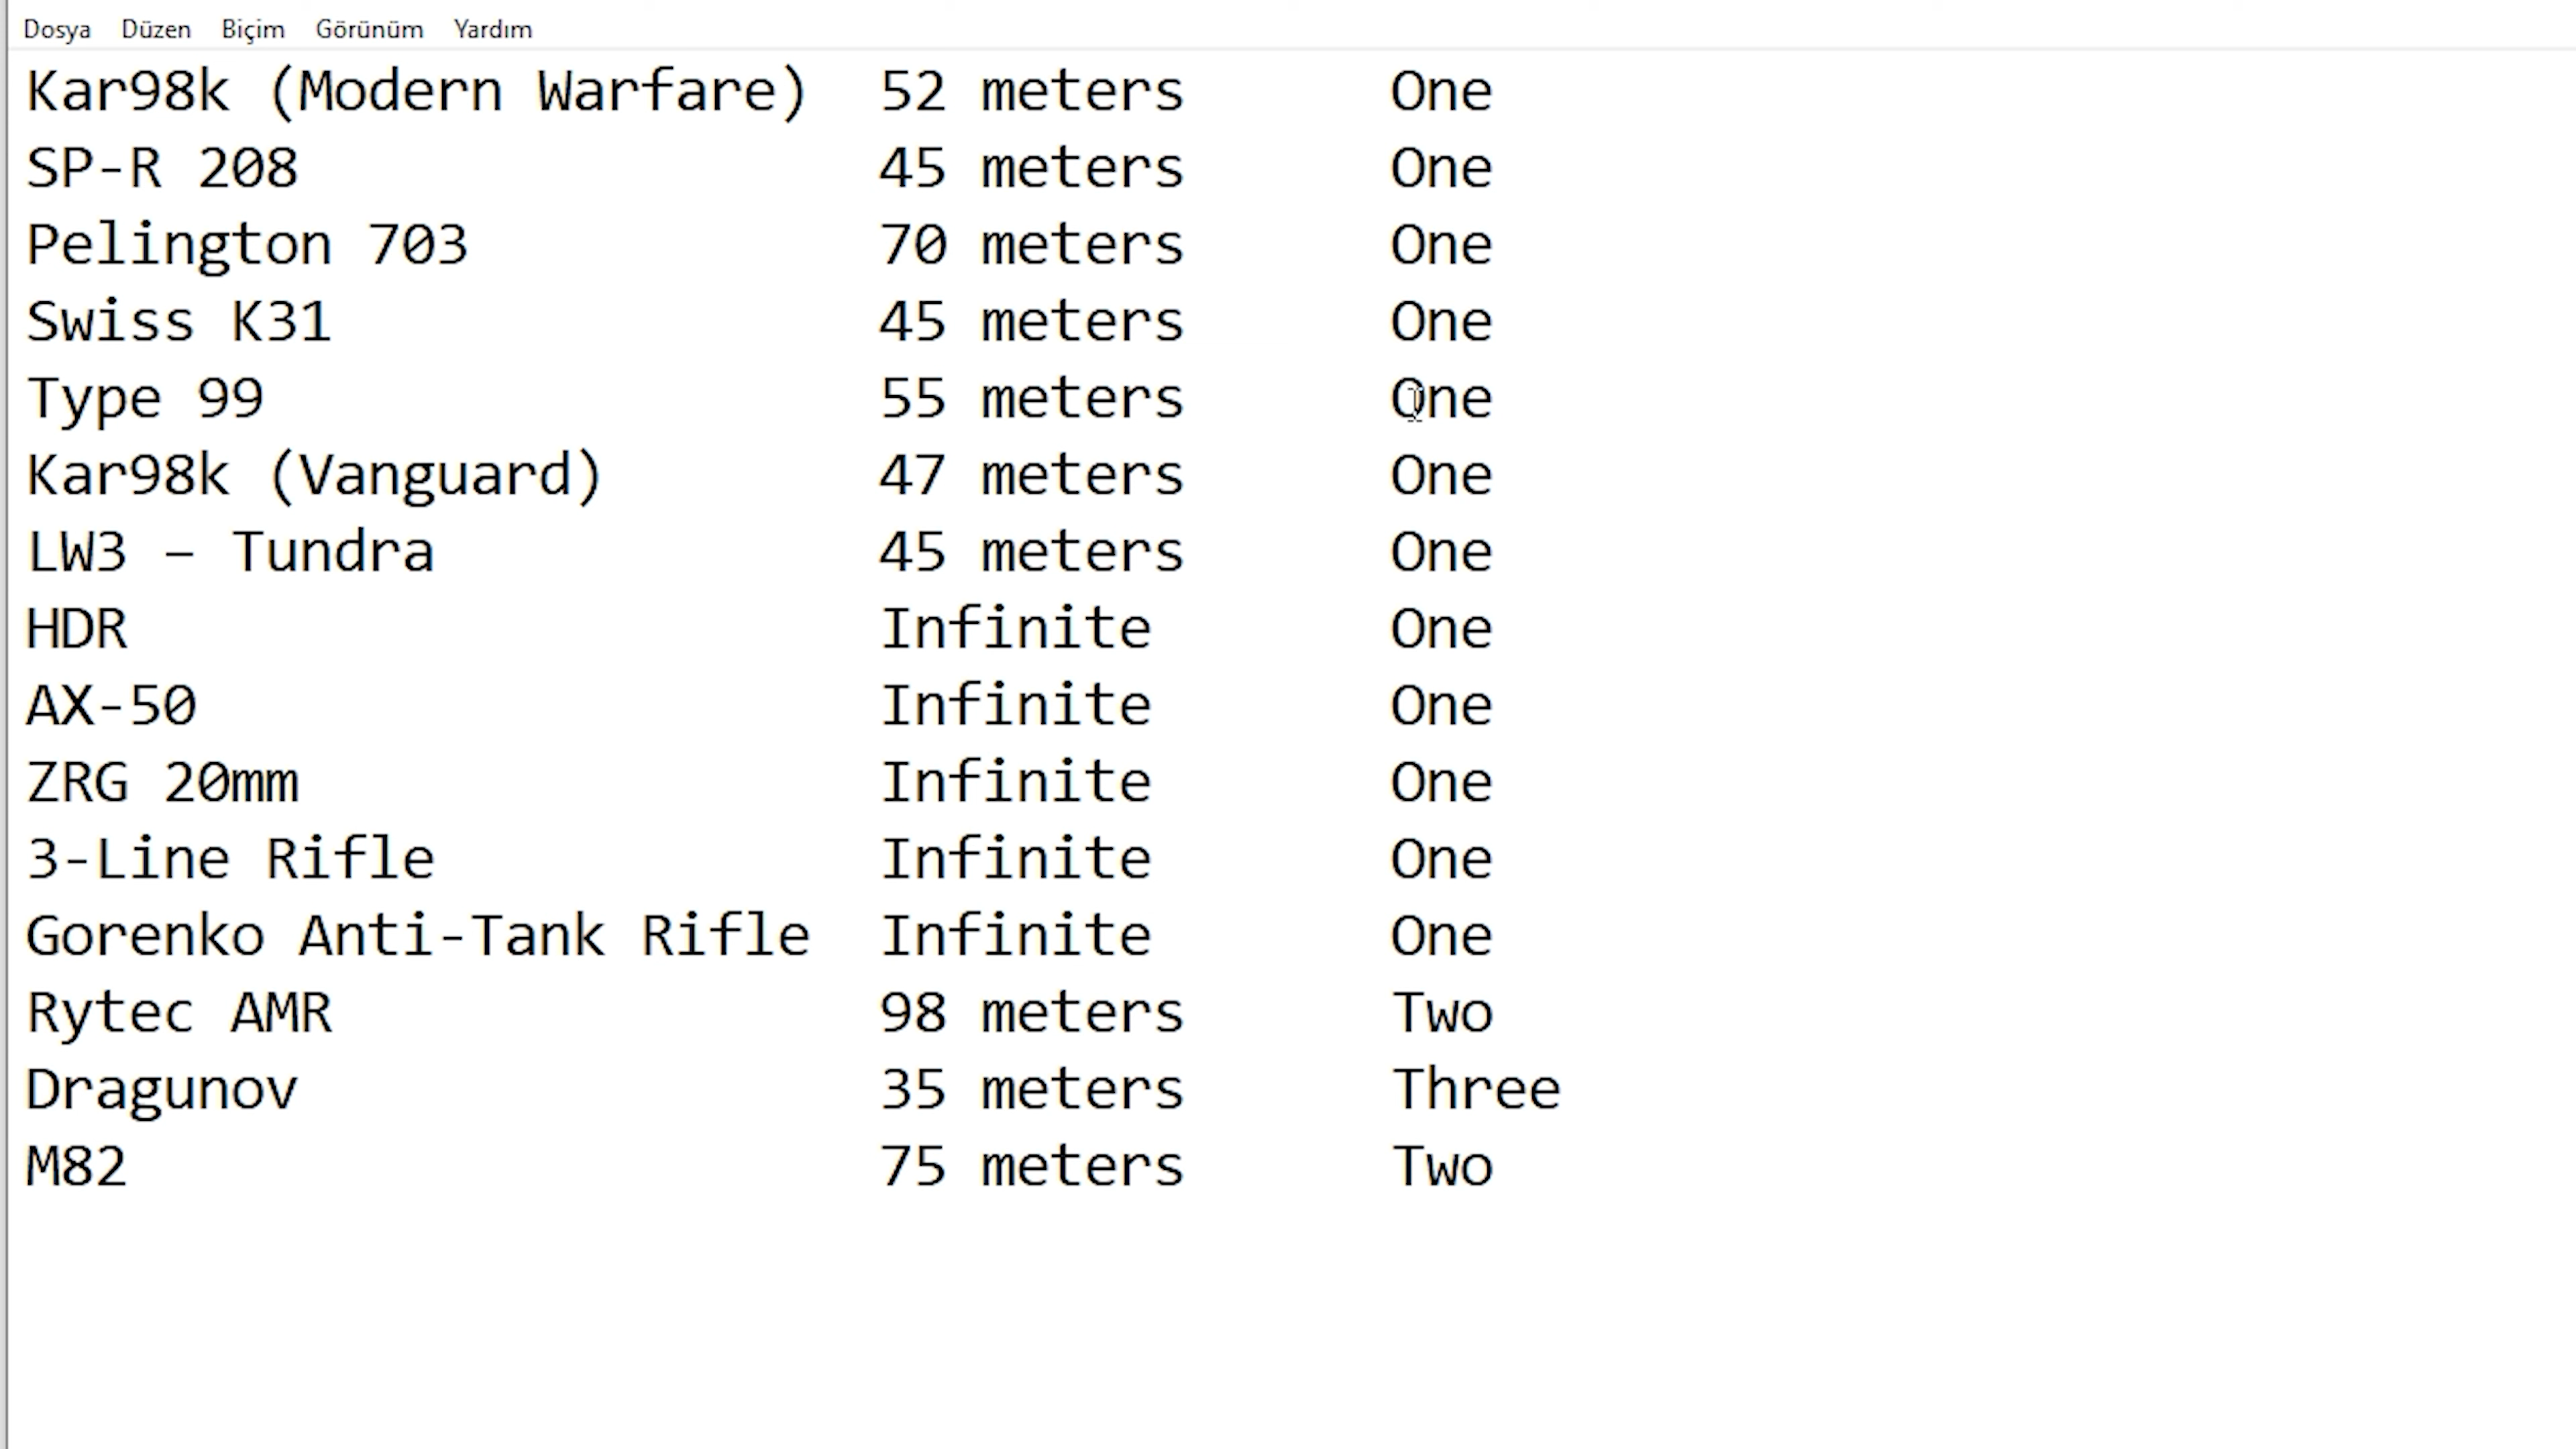 Dosya Düzen Biçim Görünüm Yardım
Kar98k (Modern Warfare) 52 meters One
SP-R 208 45 meters One
Pelington 703 70 meters One
Swiss K31 45 meters One
Type 99 55 meters One
Kar98k (Vanguard) 47 meters One
LW3 – Tundra 45 meters One
HDR Infinite One
AX-50 Infinite One
ZRG 20mm Infinite One
3-Line Rifle Infinite One
Gorenko Anti-Tank Rifle Infinite One
Rytec AMR 98 meters Two
Dragunov 35 meters Three
M82 75 meters Two